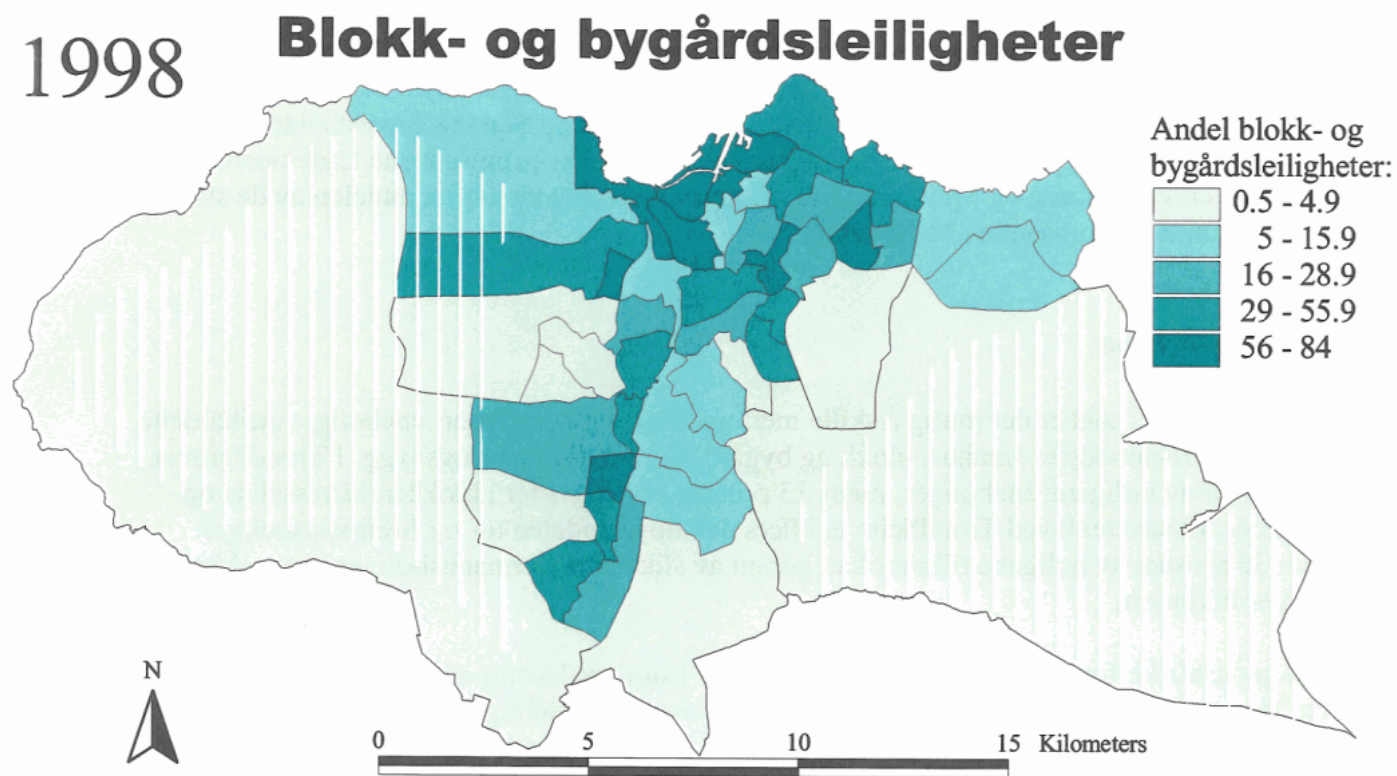 1998
Blokk- og bygårdsleiligheter
Andel blokk- og
bygårdsleiligheter:
0.5 - 4.9
5 - 15.9
16 - 28.9
29 - 55.9
56 - 84
N
0 5 10 15 Kilometers